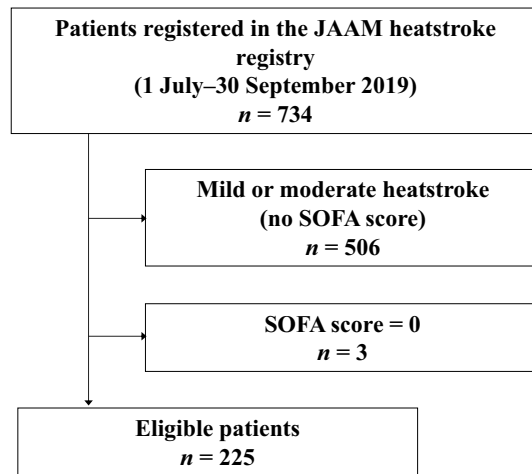 Patients registered in the JAAM heatstroke
registry
(1 July–30 September 2019)
n = 734
Mild or moderate heatstroke
(no SOFA score)
n = 506
SOFA score = 0
n = 3
Eligible patients
n = 225